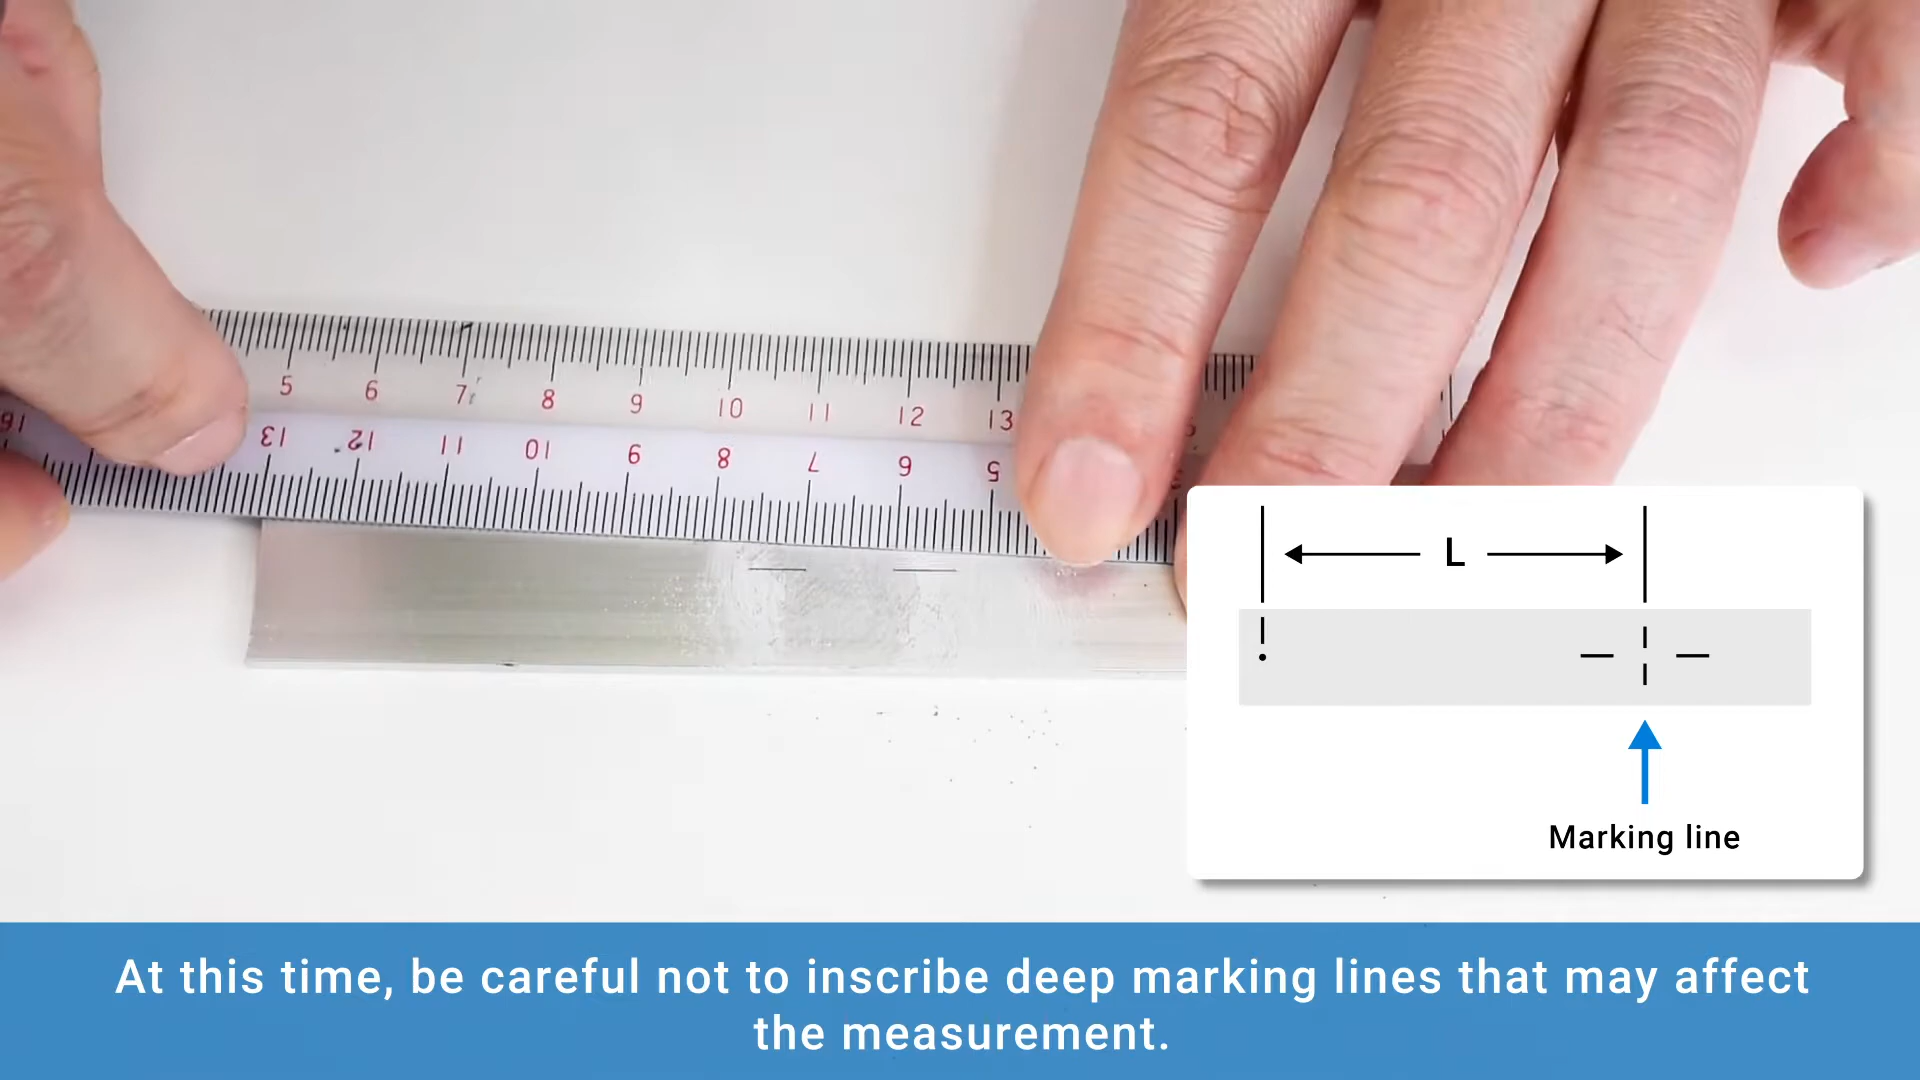 5 6 7 8 9 10 11 12 13
16 13 12 11 10 9 8 7 6 5
L
Marking line
At this time, be careful not to inscribe deep marking lines that may affect
the measurement.